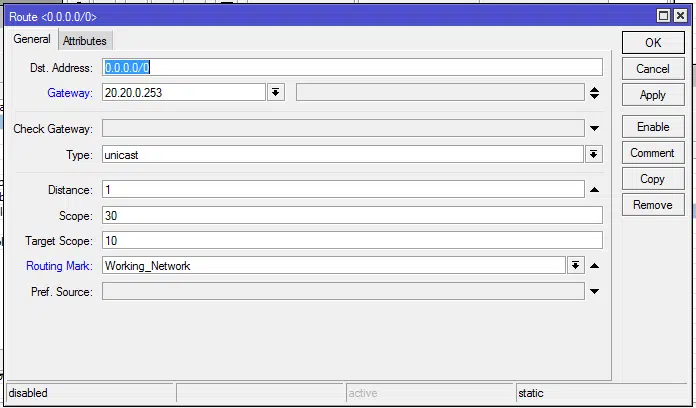 Route <0.0.0.0/0>
General Attributes
Dst. Address: 0.0.0.0/0
Gateway: 20.20.0.253
Check Gateway:
Type: unicast
Distance: 1
Scope: 30
Target Scope: 10
Routing Mark: Working_Network
Pref. Source:
OK
Cancel
Apply
Enable
Comment
Copy
Remove
disabled active static